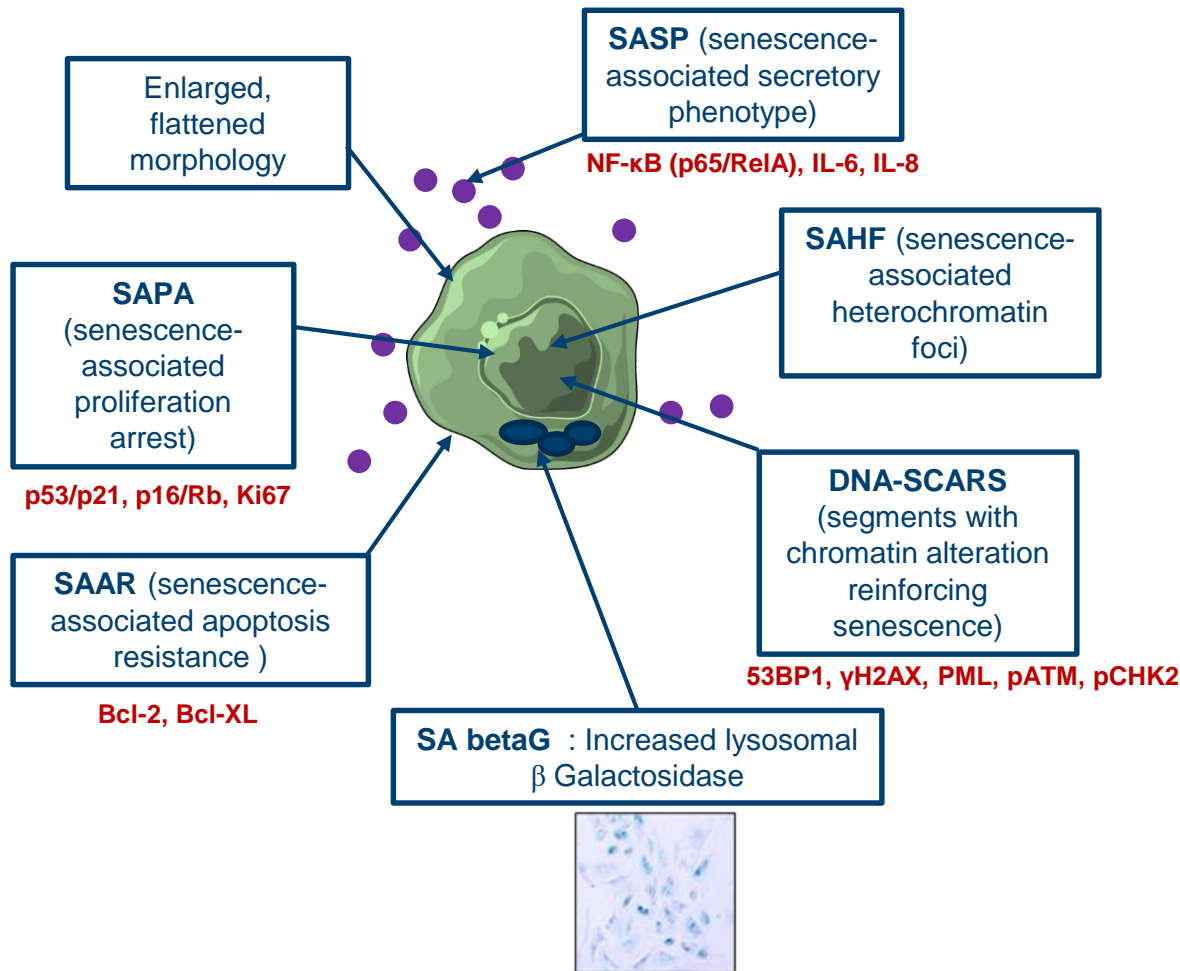 Enlarged,
flattened
morphology
SASP (senescence-
associated secretory
phenotype)
NF-κB (p65/RelA), IL-6, IL-8
SAHF (senescence-
associated
heterochromatin
foci)
SAPA
(senescence-
associated
proliferation
arrest)
p53/p21, p16/Rb, Ki67
DNA-SCARS
(segments with
chromatin alteration
reinforcing
senescence)
53BP1, γH2AX, PML, pATM, pCHK2
SAAR (senescence-
associated apoptosis
resistance )
Bcl-2, Bcl-XL
SA betaG : Increased lysosomal
β Galactosidase